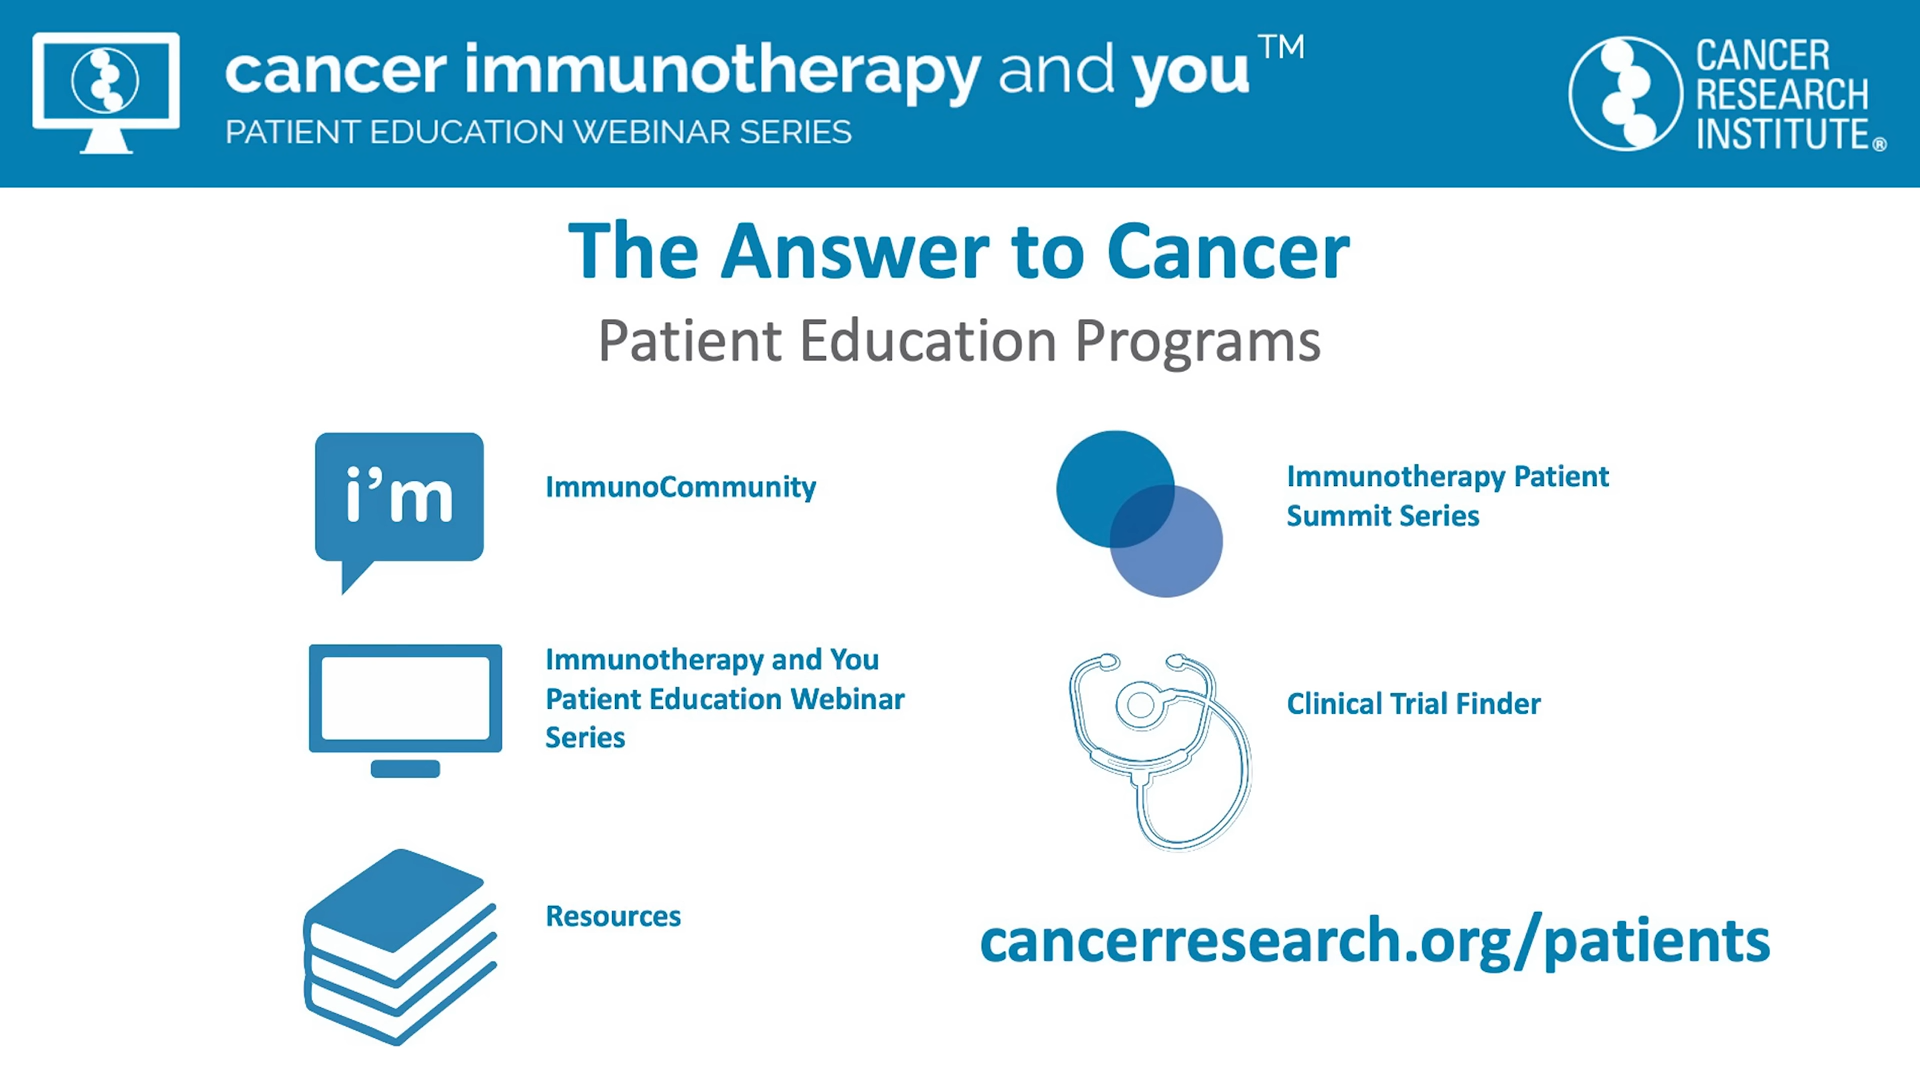 cancer immunotherapy and you™
PATIENT EDUCATION WEBINAR SERIES
CANCER
RESEARCH
INSTITUTE®
The Answer to Cancer
Patient Education Programs
i'm
ImmunoCommunity
Immunotherapy Patient
Summit Series
Immunotherapy and You
Patient Education Webinar
Series
Clinical Trial Finder
Resources
cancerresearch.org/patients